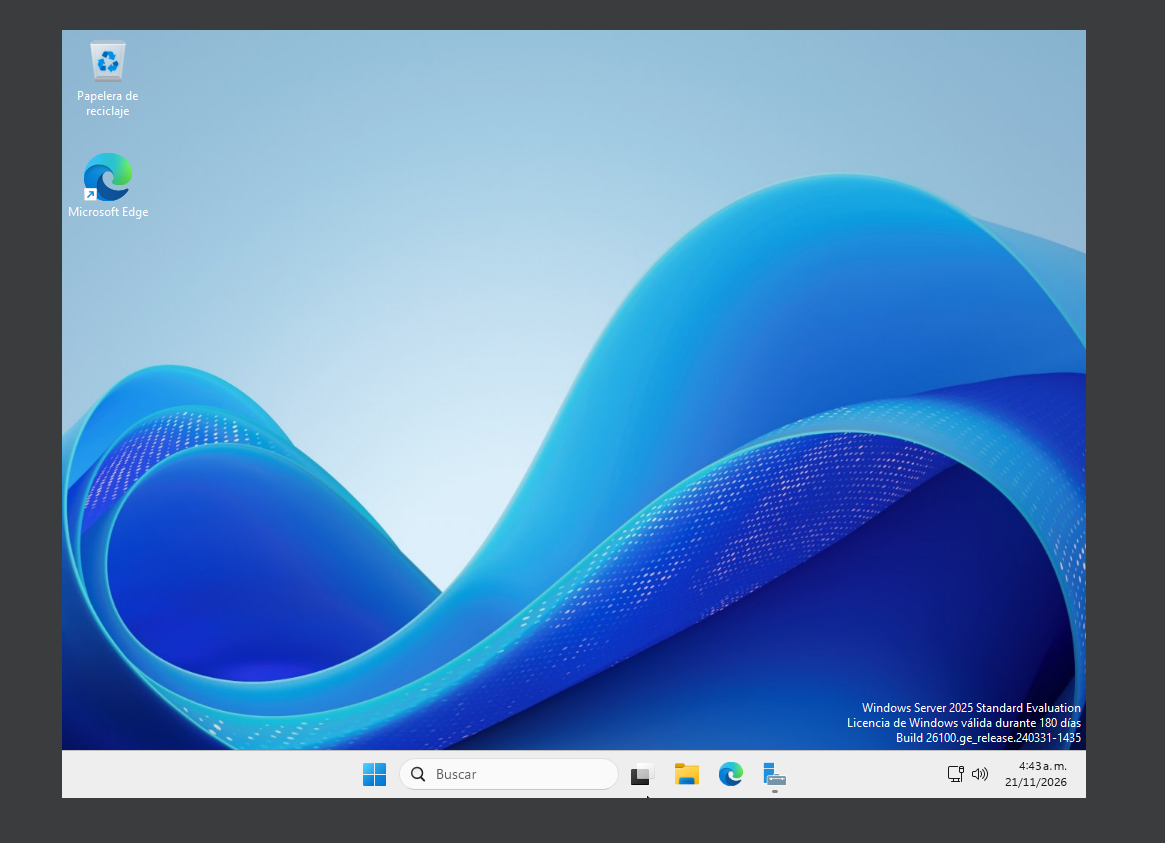 Papelera de
reciclaje
Microsoft Edge
Windows Server 2025 Standard Evaluation
Licencia de Windows válida durante 180 días
Build 26100.ge_release.240331-1435
Buscar
4:43 a. m.
21/11/2026